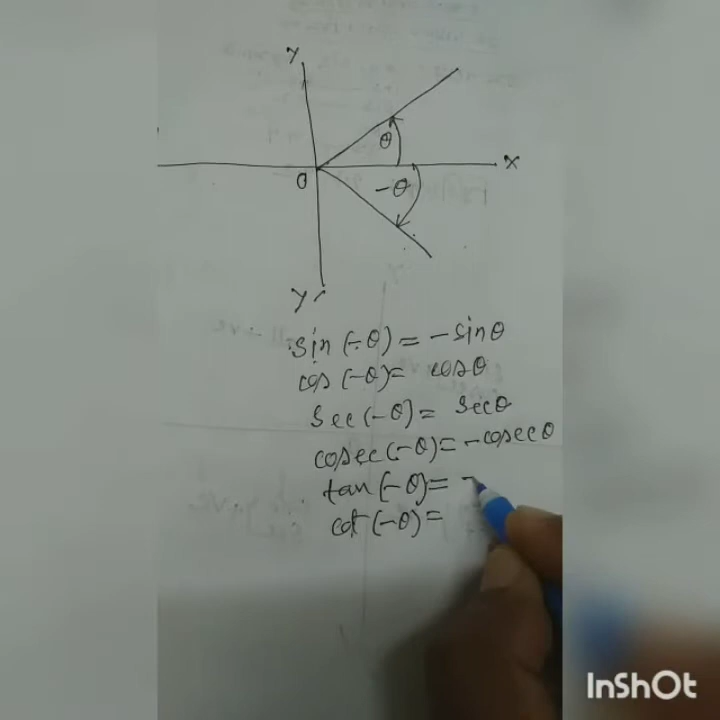 Y
θ
X
O
-θ
Y'
sin (-θ) = -sinθ
cos (-θ) = cosθ
sec (-θ) = secθ
cosec (-θ) = -cosecθ
tan (-θ) = -
cot (-θ) =
InShOt